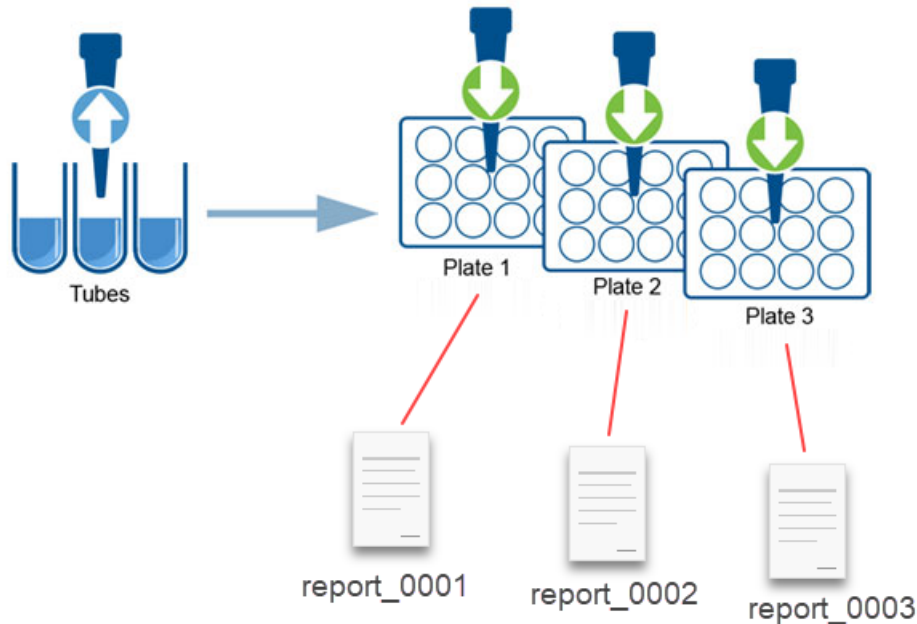 Tubes
Plate 1
Plate 2
Plate 3
report_0001
report_0002
report_0003